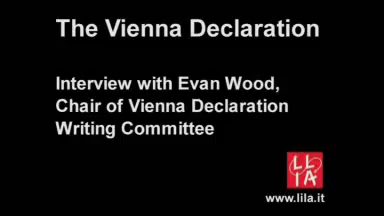 The Vienna Declaration
Interview with Evan Wood,
Chair of Vienna Declaration
Writing Committee
LILA
www.lila.it